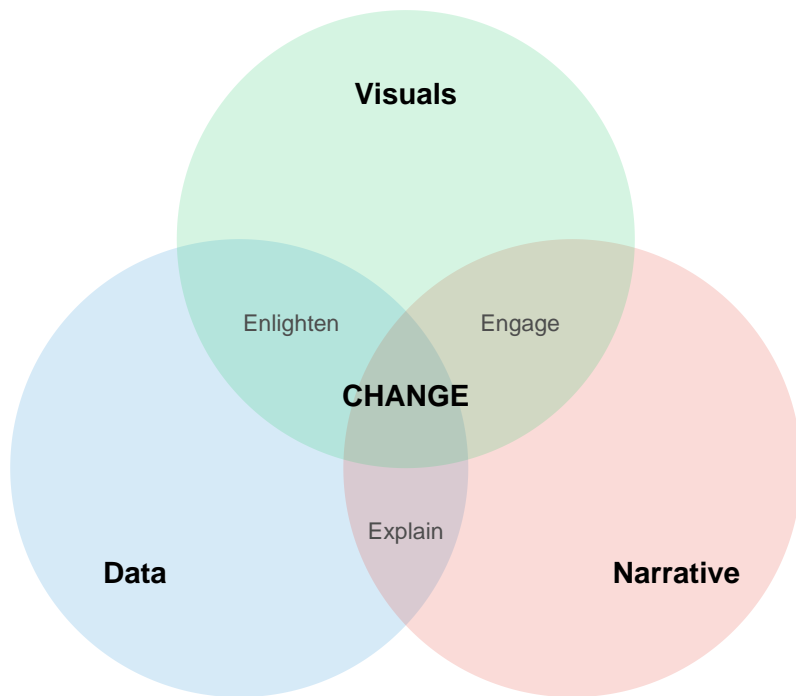 Visuals
Enlighten
Engage
CHANGE
Explain
Data
Narrative